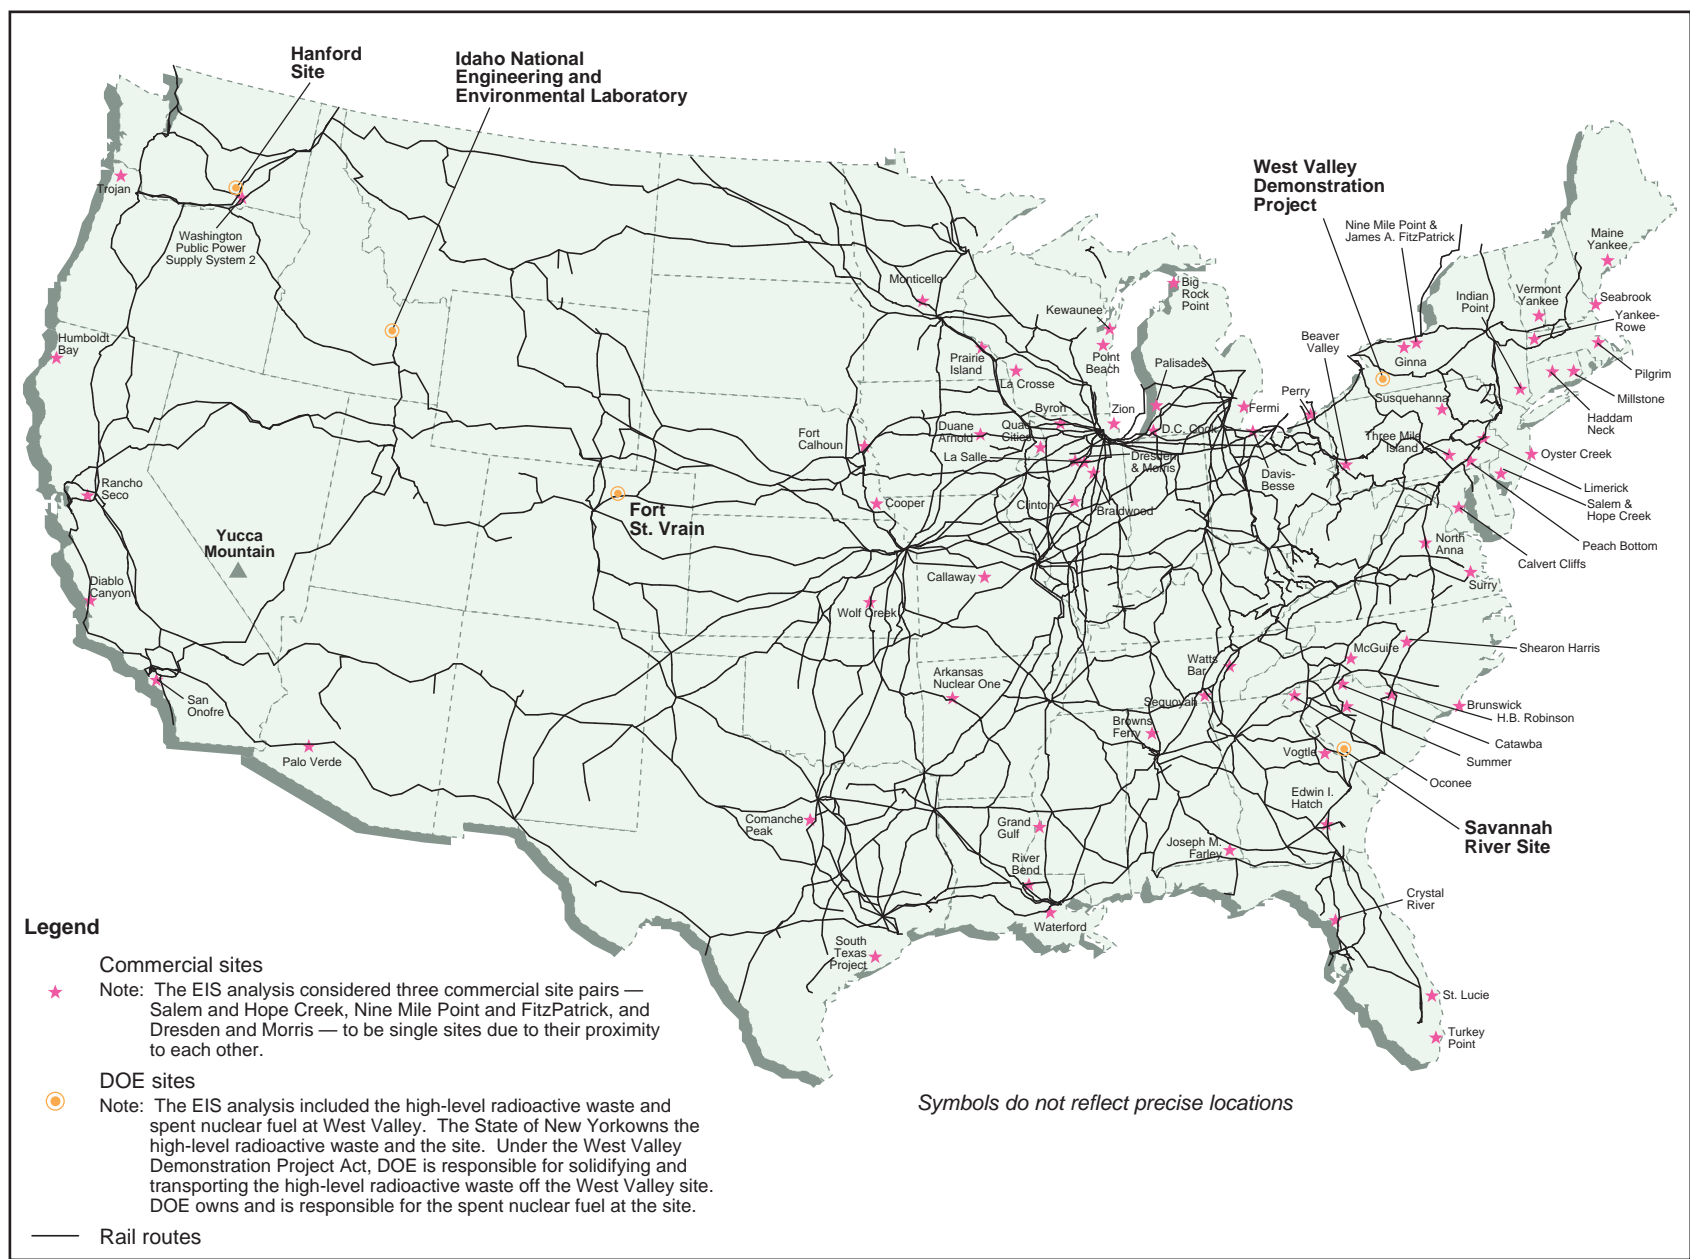 Hanford
Site
Idaho National
Engineering and
Environmental Laboratory
West Valley
Demonstration
Project
Nine Mile Point &
James A. FitzPatrick
Maine
Yankee
Trojan
Washington
Public Power
Supply System 2
Monticello
Big
Rock
Point
Indian
Point
Vermont
Yankee
Seabrook
Yankee-
Rowe
Kewaunee
Humboldt
Bay
Prairie
Island
Point
Beach
Palisades
Beaver
Valley
Ginna
Pilgrim
La Crosse
Susquehanna
Millstone
Byron
Zion
Fermi
Perry
Haddam
Neck
Fort
Calhoun
Duane
Arnold
Quad
Cities
D.C. Cook
Three Mile
Island
Oyster Creek
La Salle
Dresden
& Morris
Davis-
Besse
Limerick
Rancho
Seco
Cooper
Clinton
Braidwood
Salem &
Hope Creek
Fort
St. Vrain
Yucca
Mountain
North
Anna
Peach Bottom
Calvert Cliffs
Diablo
Canyon
Callaway
Surry
Wolf Creek
Watts
Bar
McGuire
Shearon Harris
Arkansas
Nuclear One
Sequoyah
San
Onofre
Browns
Ferry
Brunswick
H.B. Robinson
Catawba
Palo Verde
Vogtle
Summer
Oconee
Edwin I.
Hatch
Comanche
Peak
Grand
Gulf
Savannah
River Site
Joseph M.
Farley
River
Bend
Crystal
River
Waterford
South
Texas
Project
St. Lucie
Turkey
Point
Legend
Commercial sites
Note: The EIS analysis considered three commercial site pairs —
Salem and Hope Creek, Nine Mile Point and FitzPatrick, and
Dresden and Morris — to be single sites due to their proximity
to each other.
DOE sites
Note: The EIS analysis included the high-level radioactive waste and
spent nuclear fuel at West Valley. The State of New Yorkowns the
high-level radioactive waste and the site. Under the West Valley
Demonstration Project Act, DOE is responsible for solidifying and
transporting the high-level radioactive waste off the West Valley site.
DOE owns and is responsible for the spent nuclear fuel at the site.
Rail routes
Symbols do not reflect precise locations